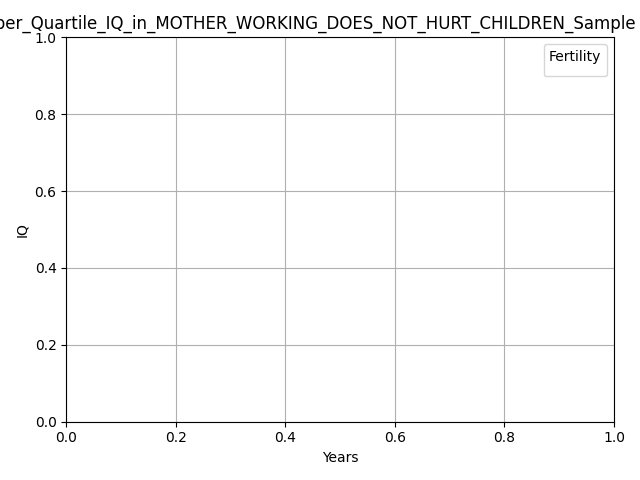 per_Quartile_IQ_in_MOTHER_WORKING_DOES_NOT_HURT_CHILDREN_Sample
Fertility
1.0
0.8
0.6
0.4
0.2
0.0
IQ
0.0 0.2 0.4 0.6 0.8 1.0
Years